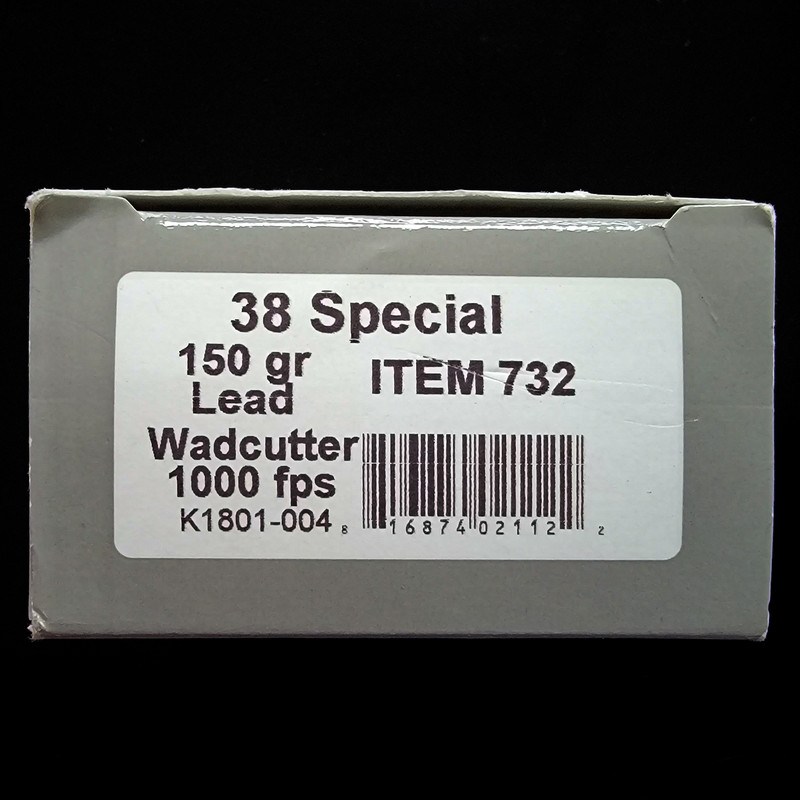 38 Special
150 gr
Lead
ITEM 732
Wadcutter
1000 fps
K1801-004
8 16874 02112 2